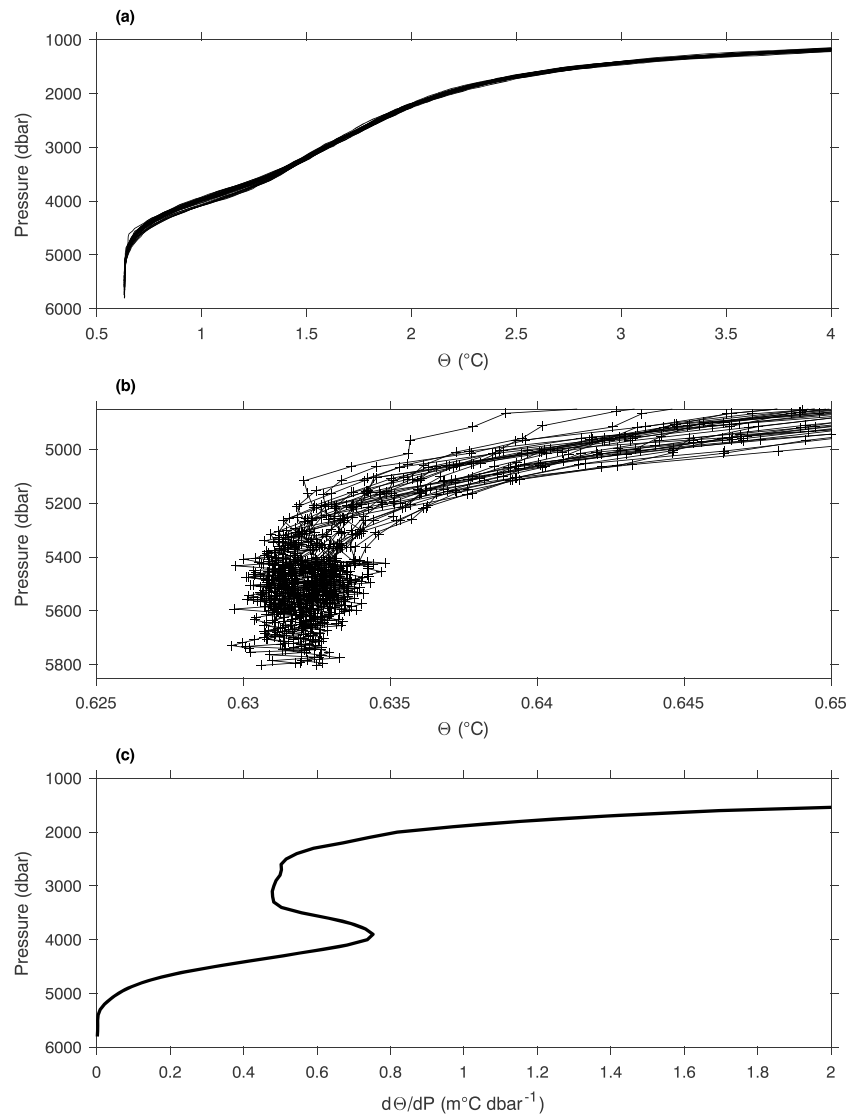 (a)
1000
2000
3000
4000
5000
6000
Pressure (dbar)
0.5 1 1.5 2 2.5 3 3.5 4
Θ (°C)
(b)
5000
5200
5400
5600
5800
Pressure (dbar)
0.625 0.63 0.635 0.64 0.645 0.65
Θ (°C)
(c)
1000
2000
3000
4000
5000
6000
Pressure (dbar)
0 0.2 0.4 0.6 0.8 1 1.2 1.4 1.6 1.8 2
dΘ/dP (m°C dbar⁻¹)